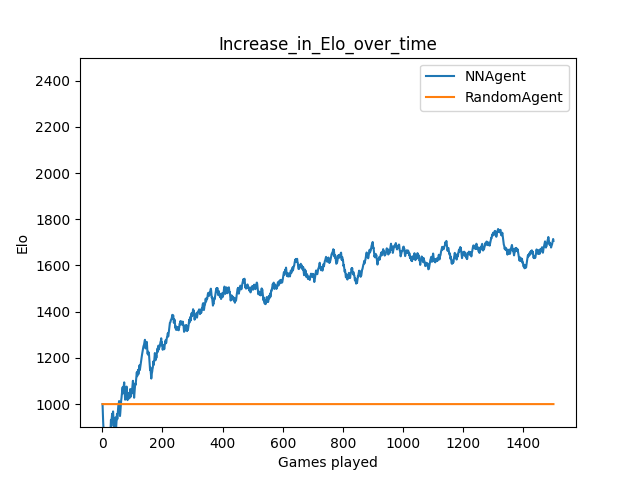 Increase_in_Elo_over_time
NNAgent
RandomAgent
2400
2200
2000
1800
1600
1400
1200
1000
Elo
0 200 400 600 800 1000 1200 1400
Games played